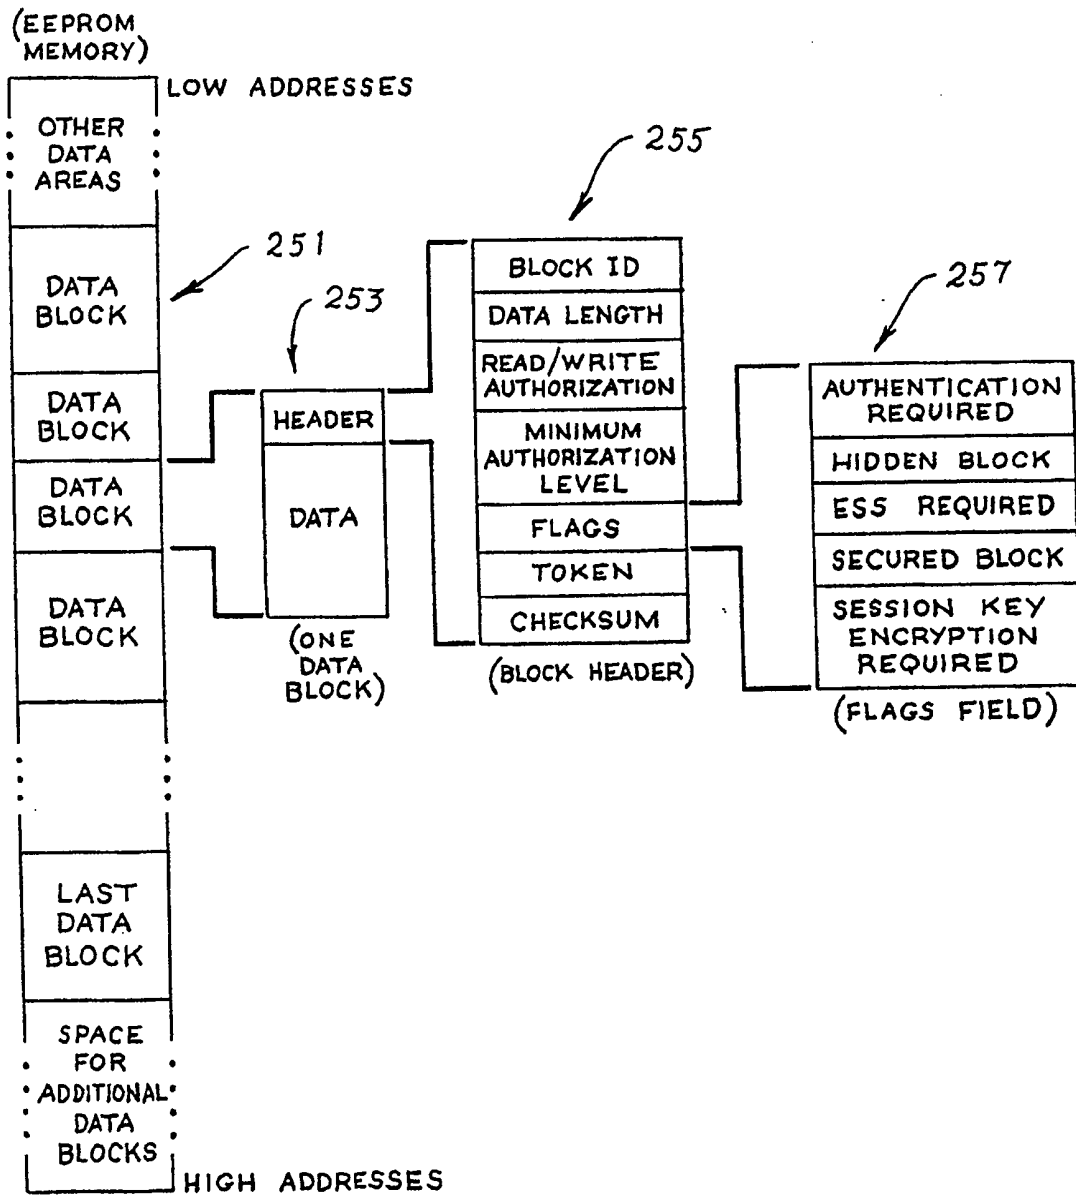 (EEPROM
MEMORY)
LOW ADDRESSES
OTHER
DATA
AREAS
DATA
BLOCK
251
DATA
BLOCK
DATA
BLOCK
DATA
BLOCK
LAST
DATA
BLOCK
SPACE
FOR
ADDITIONAL
DATA
BLOCKS
HIGH ADDRESSES
253
HEADER
DATA
(ONE
DATA
BLOCK)
255
BLOCK ID
DATA LENGTH
READ/WRITE
AUTHORIZATION
MINIMUM
AUTHORIZATION
LEVEL
FLAGS
TOKEN
CHECKSUM
(BLOCK HEADER)
257
AUTHENTICATION
REQUIRED
HIDDEN BLOCK
ESS REQUIRED
SECURED BLOCK
SESSION KEY
ENCRYPTION
REQUIRED
(FLAGS FIELD)